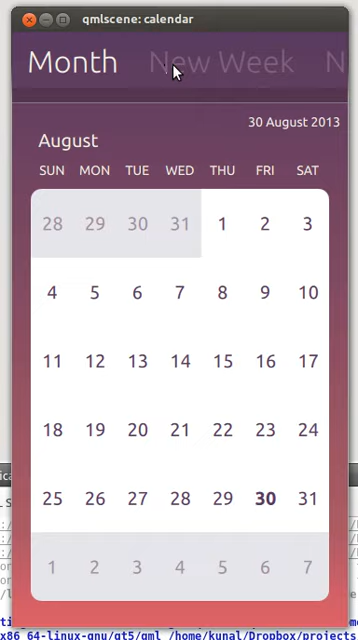 qmlscene: calendar
Month New Week N
30 August 2013
August
SUN MON TUE WED THU FRI SAT
28 29 30 31 1 2 3
4 5 6 7 8 9 10
11 12 13 14 15 16 17
18 19 20 21 22 23 24
25 26 27 28 29 30 31
1 2 3 4 5 6 7
x86_64-linux-gnu/qt5/qml /home/kunal/Dropbox/projects